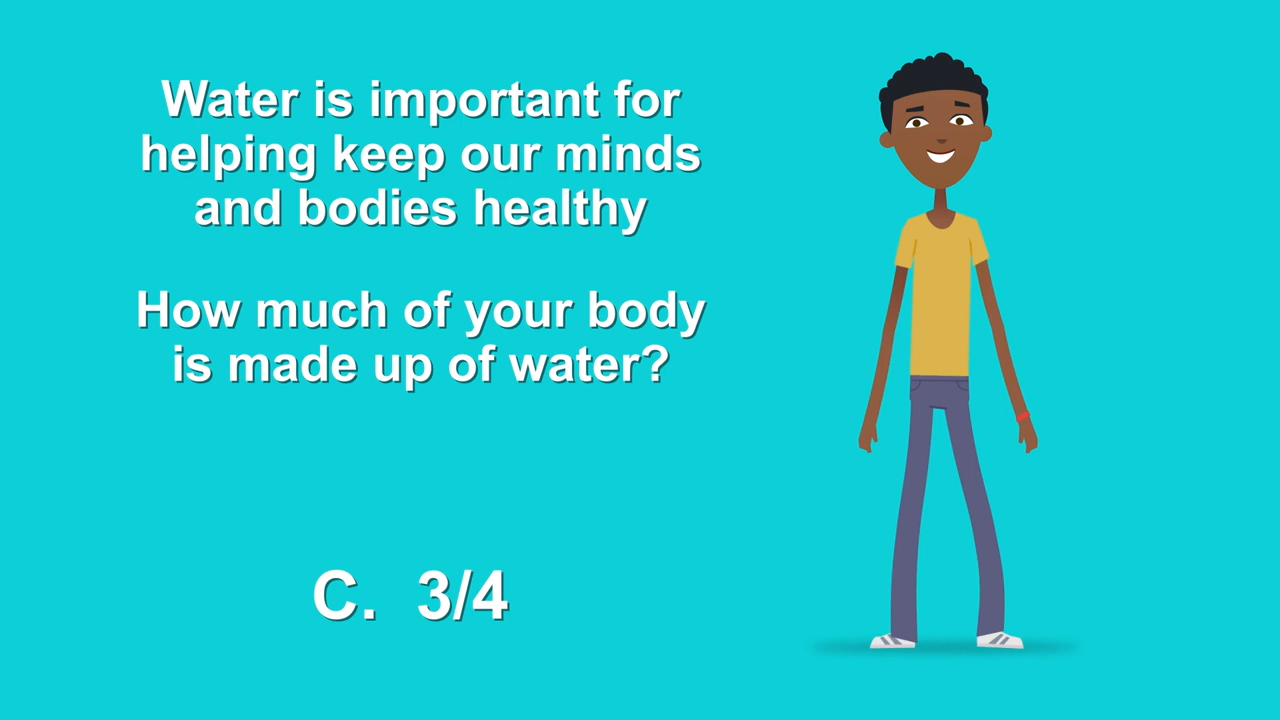 Water is important for
helping keep our minds
and bodies healthy
How much of your body
is made up of water?
C. 3/4